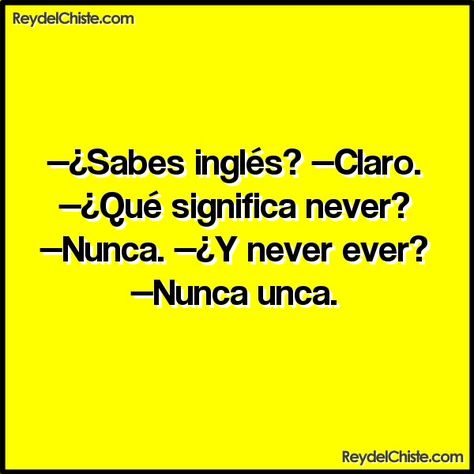 ReydelChiste.com
—¿Sabes inglés? —Claro.
—¿Qué significa never?
—Nunca. —¿Y never ever?
—Nunca unca.
ReydelChiste.com